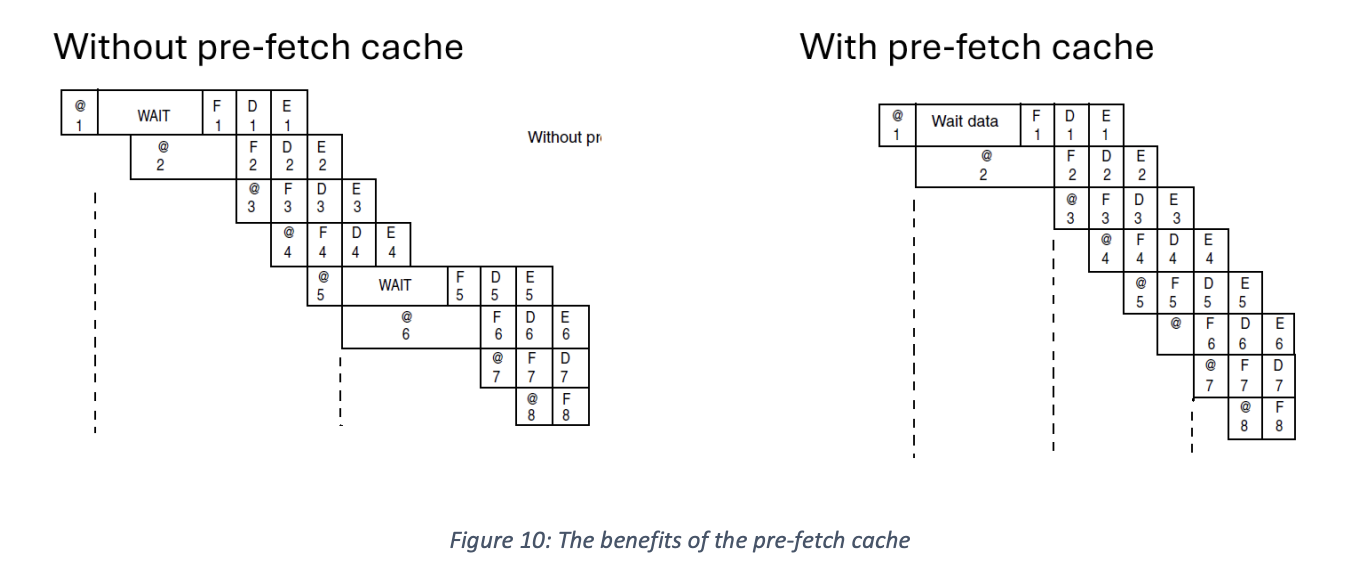 Without pre-fetch cache
@ WAIT F D E
1 1 1 1
@ F D E
2 2 2 2
@ F D E
3 3 3 3
@ F D E
4 4 4 4
@ WAIT F D E
5 5 5 5
@ F D E
6 6 6 6
@ F D
7 7 7
@ F
8 8
Without pr
With pre-fetch cache
@ Wait data F D E
1 1 1 1
@ F D E
2 2 2 2
@ F D E
3 3 3 3
@ F D E
4 4 4 4
@ F D E
5 5 5 5
@ F D E
6 6 6
@ F D
7 7 7
@ F
8 8
Figure 10: The benefits of the pre-fetch cache